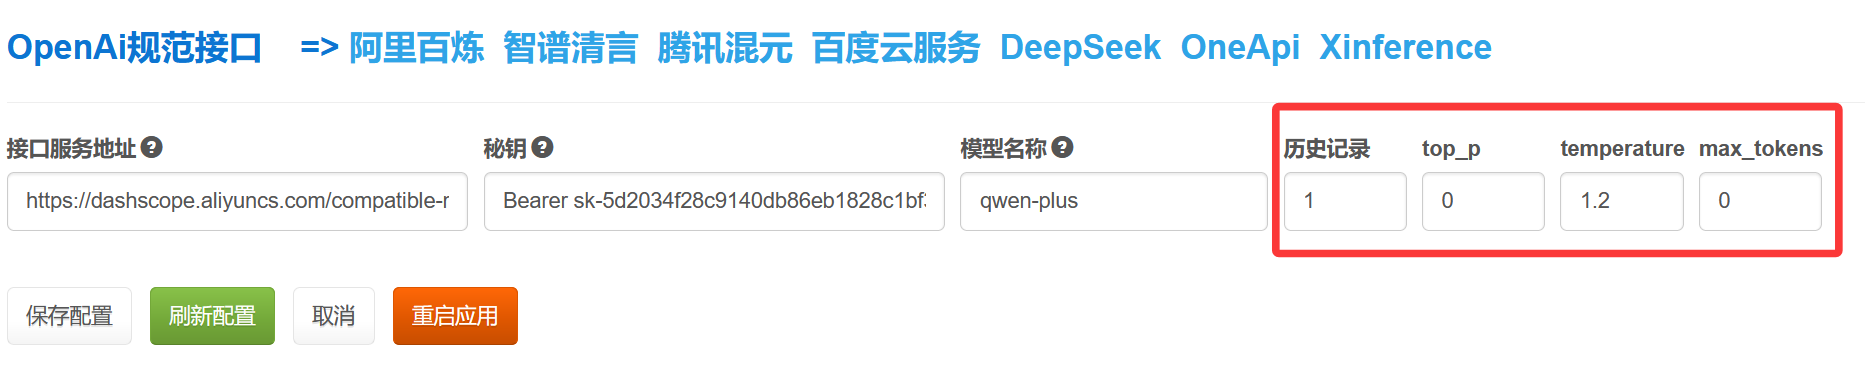 OpenAi规范接口 => 阿里百炼 智谱清言 腾讯混元 百度云服务 DeepSeek OneApi Xinference
接口服务地址 秘钥 模型名称 历史记录 top_p temperature max_tokens
https://dashscope.aliyuncs.com/compatible-r Bearer sk-5d2034f28c9140db86eb1828c1bf3 qwen-plus 1 0 1.2 0
保存配置 刷新配置 取消 重启应用